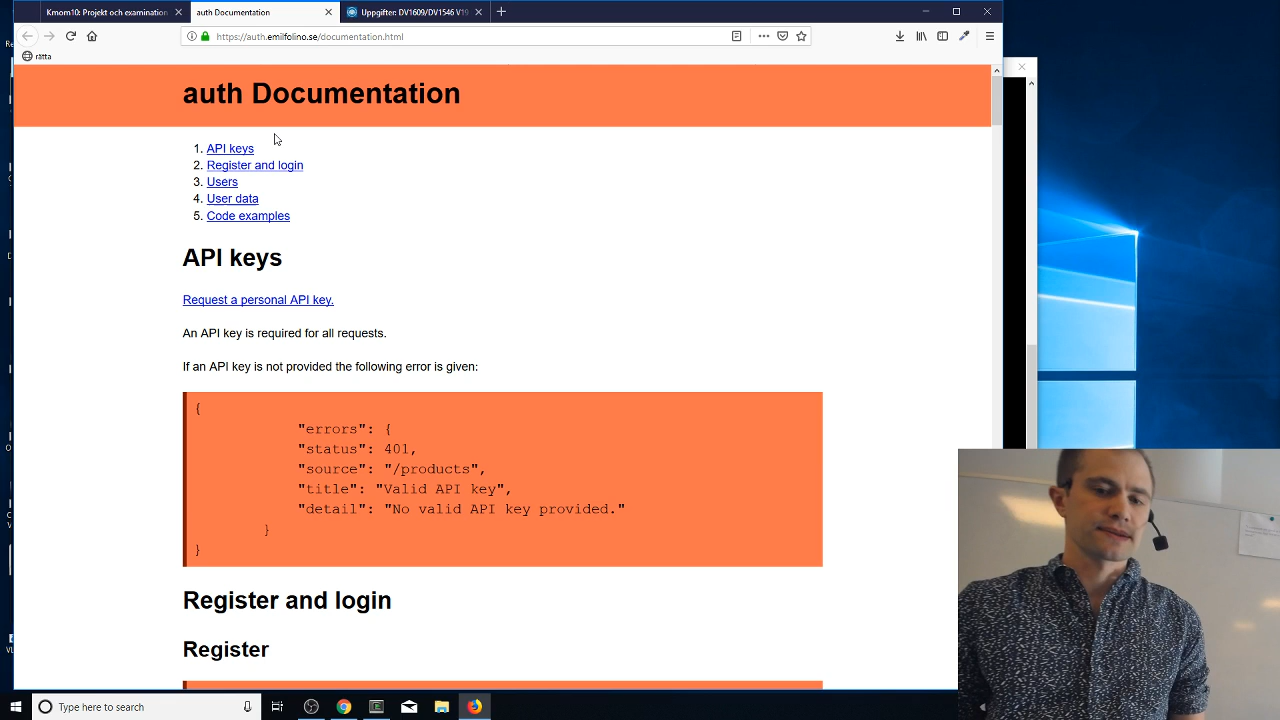 Kmom10: Projekt och examination
auth Documentation
Uppgifter: DV1609/DV1546 V19
https://auth.emilfolino.se/documentation.html
rätta
auth Documentation
1. API keys
2. Register and login
3. Users
4. User data
5. Code examples
API keys
Request a personal API key.
An API key is required for all requests.
If an API key is not provided the following error is given:
{
"errors": {
"status": 401,
"source": "/products",
"title": "Valid API key",
"detail": "No valid API key provided."
}
}
Register and login
Register
Type here to search